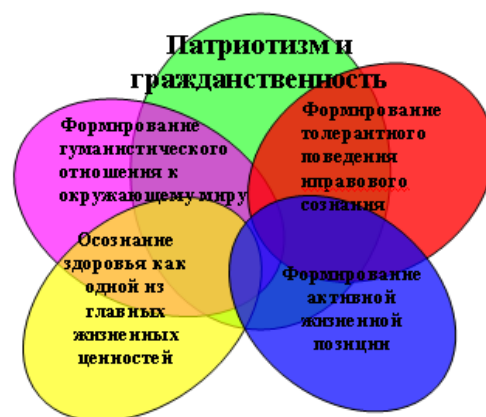 Патриотизм и
гражданственность
Формирование
гуманистического
отношения к
окружающему миру
Формирование
толерантного
поведения
иправового
сознания
Осознание
здоровья как
одной из
главных
жизненных
ценностей
Формирование
активной
жизненной
позиции